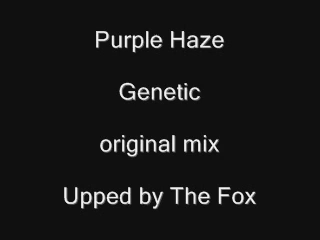 Purple Haze
Genetic
original mix
Upped by The Fox